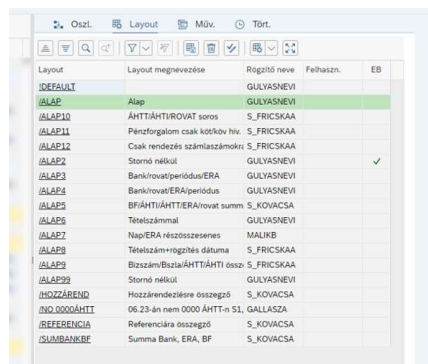 Oszl. Layout Műv. Tört.
Layout Layout megnevezése Rögzítő neve Felhaszn. EB
!DEFAULT GULYASNEVI
/ALAP Alap GULYASNEVI
/ALAP10 ÁHTT/ÁHTI/ROVAT soros S_FRICSKAA
/ALAP11 Pénzforgalom csak köt/köv hiv. S_FRICSKAA
/ALAP12 Csak rendezés számlaszámokra S_FRICSKAA
/ALAP2 Stornó nélkül GULYASNEVI
/ALAP3 Bank/rovat/periódus/ERA GULYASNEVI
/ALAP4 Bank/rovat/ERA/periódus GULYASNEVI
/ALAP5 BF/ÁHTI/ÁHTT/ERA/rovat summ S_KOVACSA
/ALAP6 Tételszámmal GULYASNEVI
/ALAP7 Nap/ERA részösszesenes MALIKB
/ALAP8 Tételszám+rögzítés dátuma S_FRICSKAA
/ALAP9 Bizszám/Bszla/ÁHTT/ÁHTI össz S_FRICSKAA
/ALAP99 Stornó nélkül GULYASNEVI
/HOZZÁREND Hozzárendelésre összegző S_KOVACSA
/NO 0000ÁHTT 06.23-án nem 0000 ÁHTT-n S1, GALLASZA
/REFERENCIA Referenciára összegző S_KOVACSA
/SUMBANKBF Summa Bank, ERA, BF S_KOVACSA